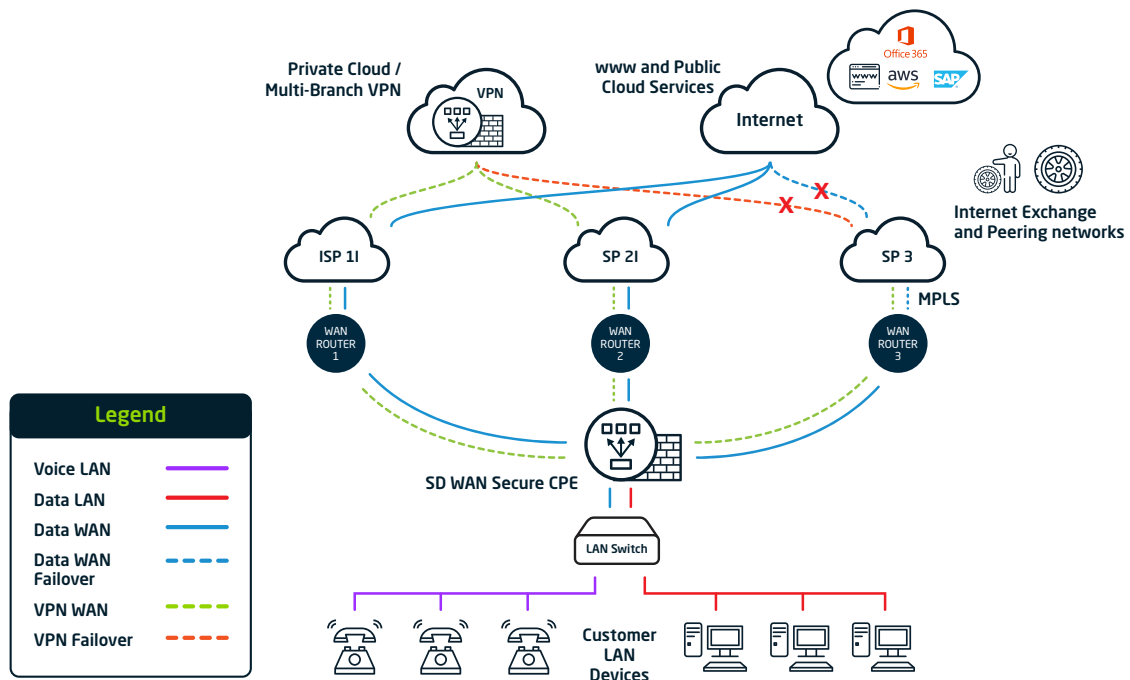 Office 365
www
aws
SAP
Private Cloud /
Multi-Branch VPN
VPN
www and Public
Cloud Services
Internet
X
X
Internet Exchange
and Peering networks
ISP 1I
SP 2I
SP 3
MPLS
WAN
ROUTER
1
WAN
ROUTER
2
WAN
ROUTER
3
Legend
Voice LAN
Data LAN
Data WAN
Data WAN
Failover
VPN WAN
VPN Failover
SD WAN Secure CPE
LAN Switch
Customer
LAN
Devices